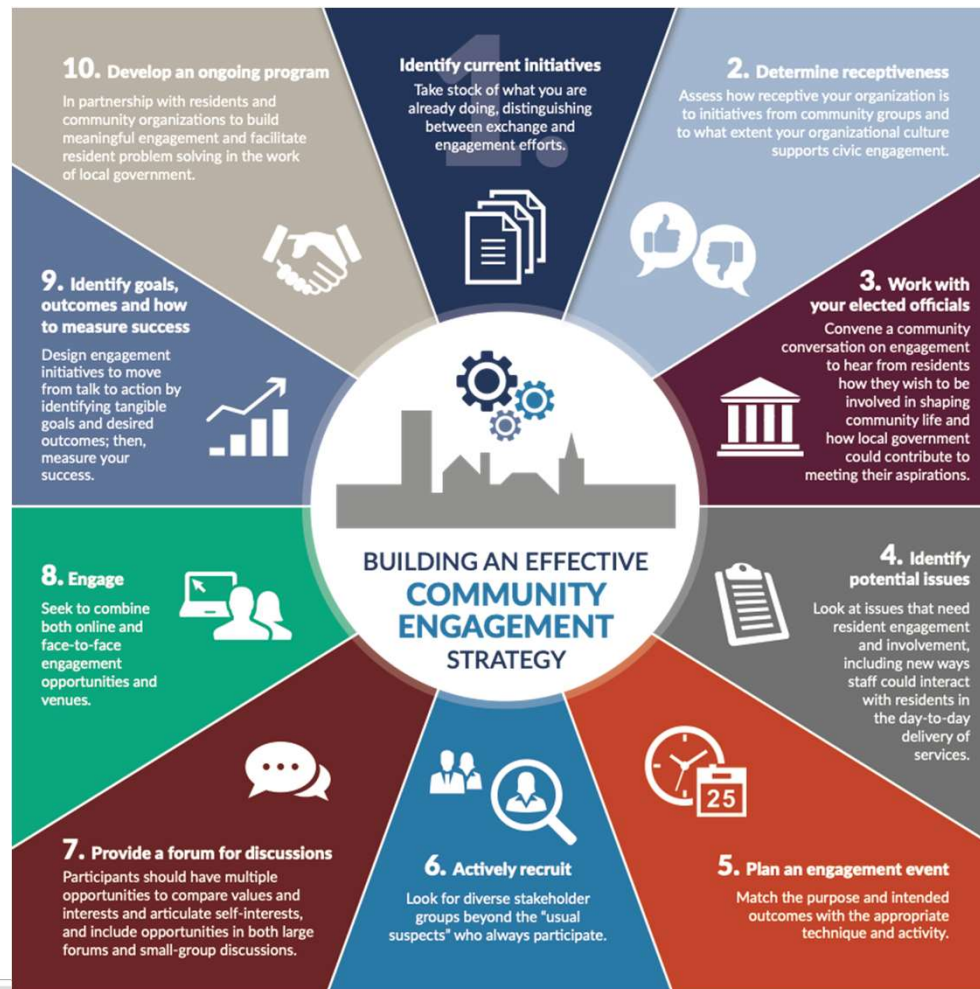 BUILDING AN EFFECTIVE
COMMUNITY
ENGAGEMENT
STRATEGY
1.
Identify current initiatives
Take stock of what you are
already doing, distinguishing
between exchange and
engagement efforts.
2. Determine receptiveness
Assess how receptive your organization is
to initiatives from community groups and
to what extent your organizational culture
supports civic engagement.
3. Work with
your elected officials
Convene a community
conversation on engagement
to hear from residents
how they wish to be
involved in shaping
community life and
how local government
could contribute to
meeting their aspirations.
4. Identify
potential issues
Look at issues that need
resident engagement
and involvement,
including new ways
staff could interact
with residents in
the day-to-day
delivery of
services.
25
5. Plan an engagement event
Match the purpose and intended
outcomes with the appropriate
technique and activity.
6. Actively recruit
Look for diverse stakeholder
groups beyond the “usual
suspects” who always participate.
7. Provide a forum for discussions
Participants should have multiple
opportunities to compare values and
interests and articulate self-interests,
and include opportunities in both large
forums and small-group discussions.
8. Engage
Seek to combine
both online and
face-to-face
engagement
opportunities and
venues.
9. Identify goals,
outcomes and how
to measure success
Design engagement
initiatives to move
from talk to action by
identifying tangible
goals and desired
outcomes; then,
measure your
success.
10. Develop an ongoing program
In partnership with residents and
community organizations to build
meaningful engagement and facilitate
resident problem solving in the work
of local government.